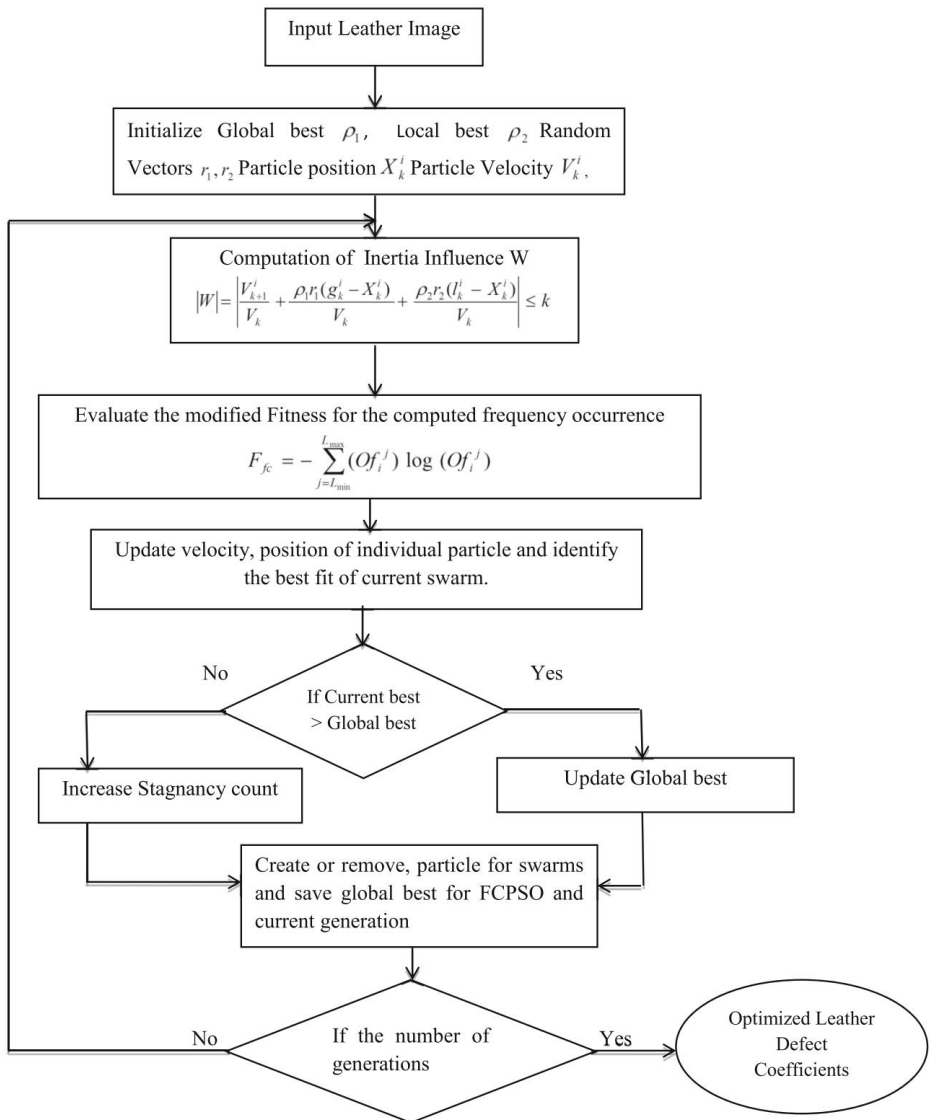 Input Leather Image
Initialize Global best ρ₁, Local best ρ₂ Random
Vectors r₁,r₂ Particle position X_k^i Particle Velocity V_k^i,
Computation of Inertia Influence W
|W|=|V_{k+1}^i/V_k + ρ₁r₁(g_k^i − X_k^i)/V_k + ρ₂r₂(l_k^i − X_k^i)/V_k| ≤ k
Evaluate the modified Fitness for the computed frequency occurrence
F_{fc} = − ∑_{j=L_min}^{L_max} (Of_i^j) log (Of_i^j)
Update velocity, position of individual particle and identify
the best fit of current swarm.
No
Yes
If Current best
> Global best
Increase Stagnancy count
Update Global best
Create or remove, particle for swarms
and save global best for FCPSO and
current generation
No
If the number of
generations
Yes
Optimized Leather
Defect
Coefficients